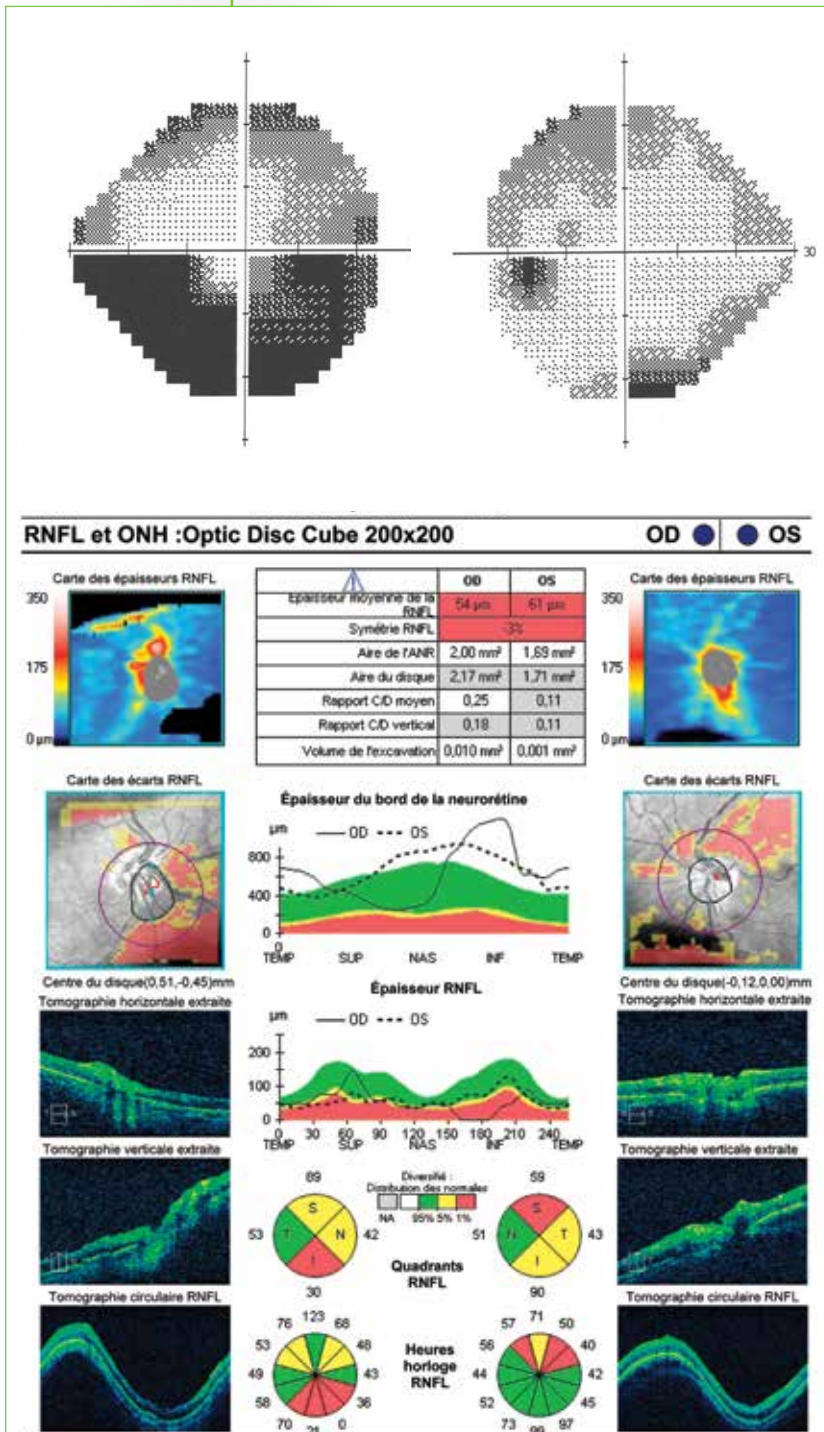 30
RNFL et ONH :Optic Disc Cube 200x200 OD OS
Carte des épaisseurs RNFL
350
175
0 µm
OD OS
Epaisseur moyenne de la RNFL 54 µm 61 µm
Symétrie RNFL -3%
Aire de l'ANR 2,00 mm² 1,69 mm²
Aire du disque 2,17 mm² 1,71 mm²
Rapport C/D moyen 0,25 0,11
Rapport C/D vertical 0,18 0,11
Volume de l'excavation 0,010 mm³ 0,001 mm³
Carte des épaisseurs RNFL
350
175
0 µm
Carte des écarts RNFL
Épaisseur du bord de la neurorétine
µm OD OS
800
400
0
0
TEMP SUP NAS INF TEMP
Carte des écarts RNFL
Centre du disque(0,51,-0,45)mm
Centre du disque(-0,12,0,00)mm
Tomographie horizontale extraite
Épaisseur RNFL
Tomographie horizontale extraite
µm OD OS
200
100
0
0 30 60 90 120 150 180 210 240
TEMP SUP NAS INF TEMP
Tomographie verticale extraite
Tomographie verticale extraite
89
53 S T N I 42
30
Diversifié :
Distribution des normales
NA 95% 5% 1%
Quadrants
RNFL
59
51 S N T I 43
90
Tomographie circulaire RNFL
Tomographie circulaire RNFL
76 123 68
53 48
49 43
58 36
70 21 0
Heures
horloge
RNFL
57 71 50
56 40
44 42
52 45
73 99 97